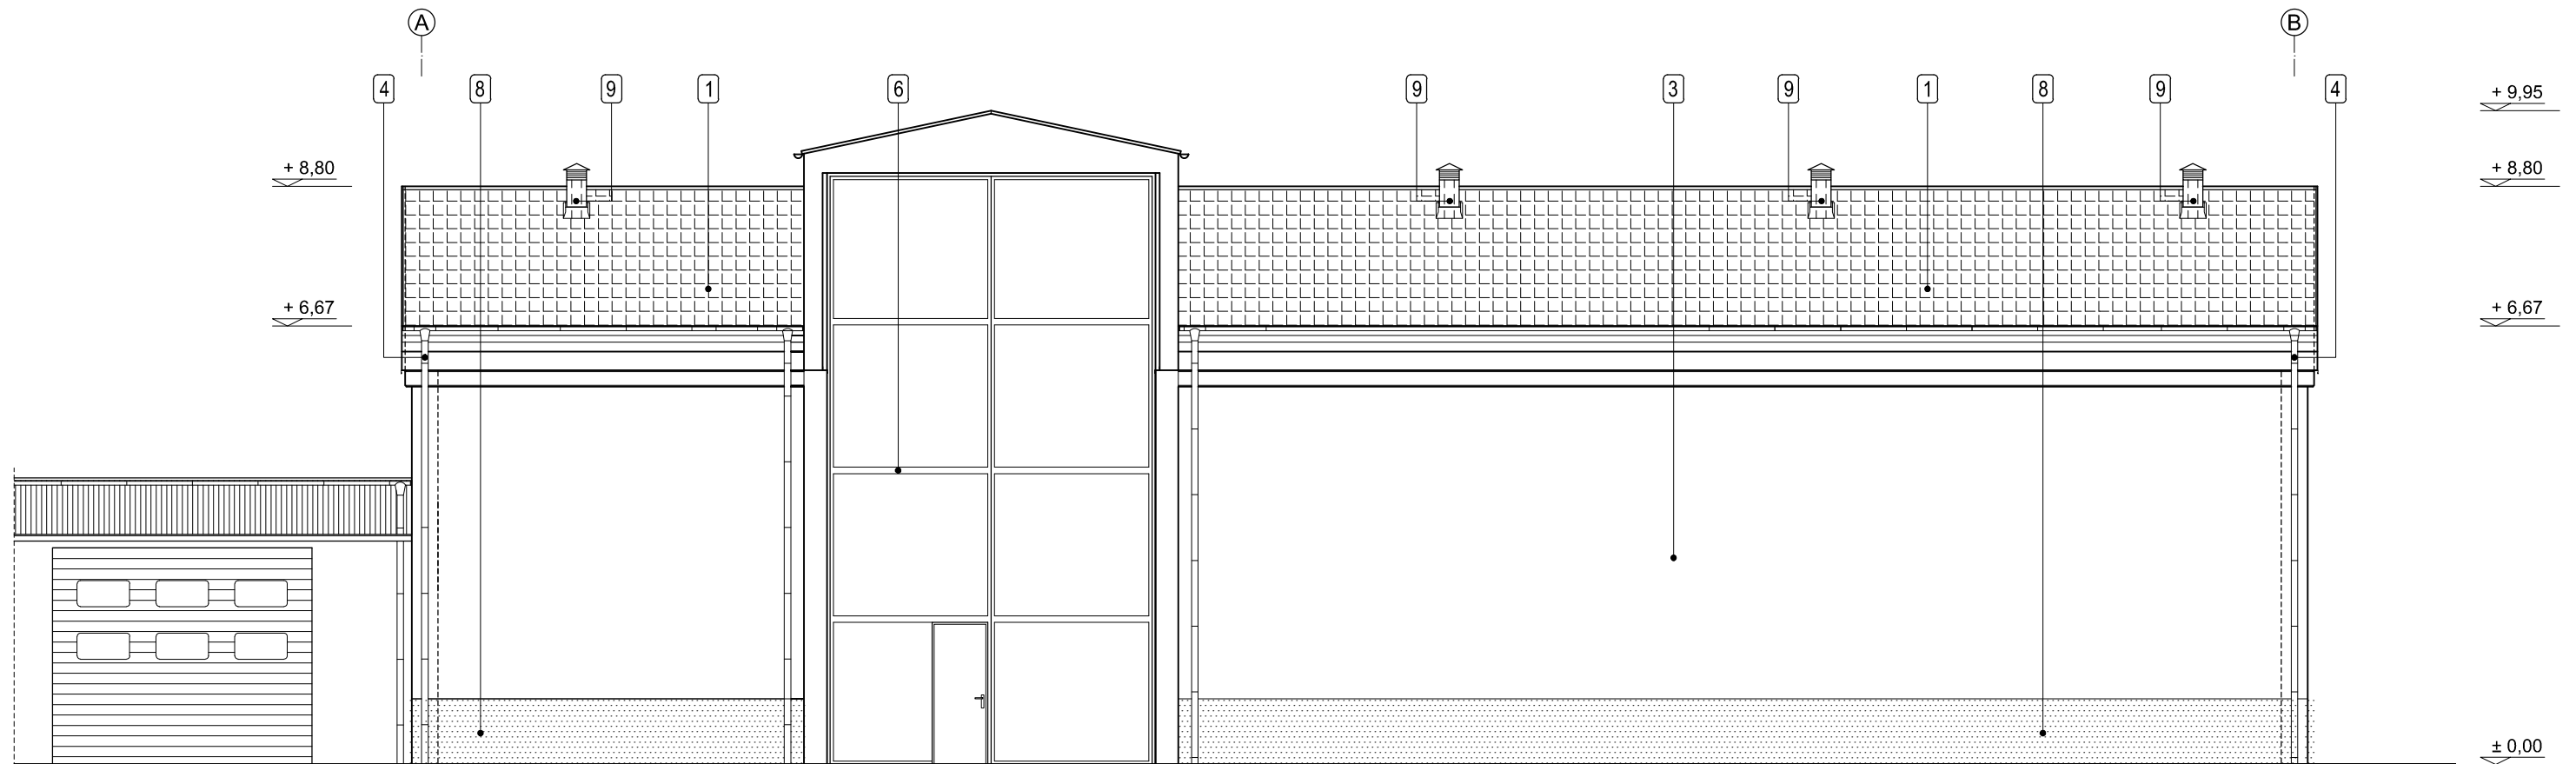 A B
4 8 9 1 6 9 3 9 1 8 9 4
+ 9,95
+ 8,80 + 8,80
+ 6,67 + 6,67
± 0,00